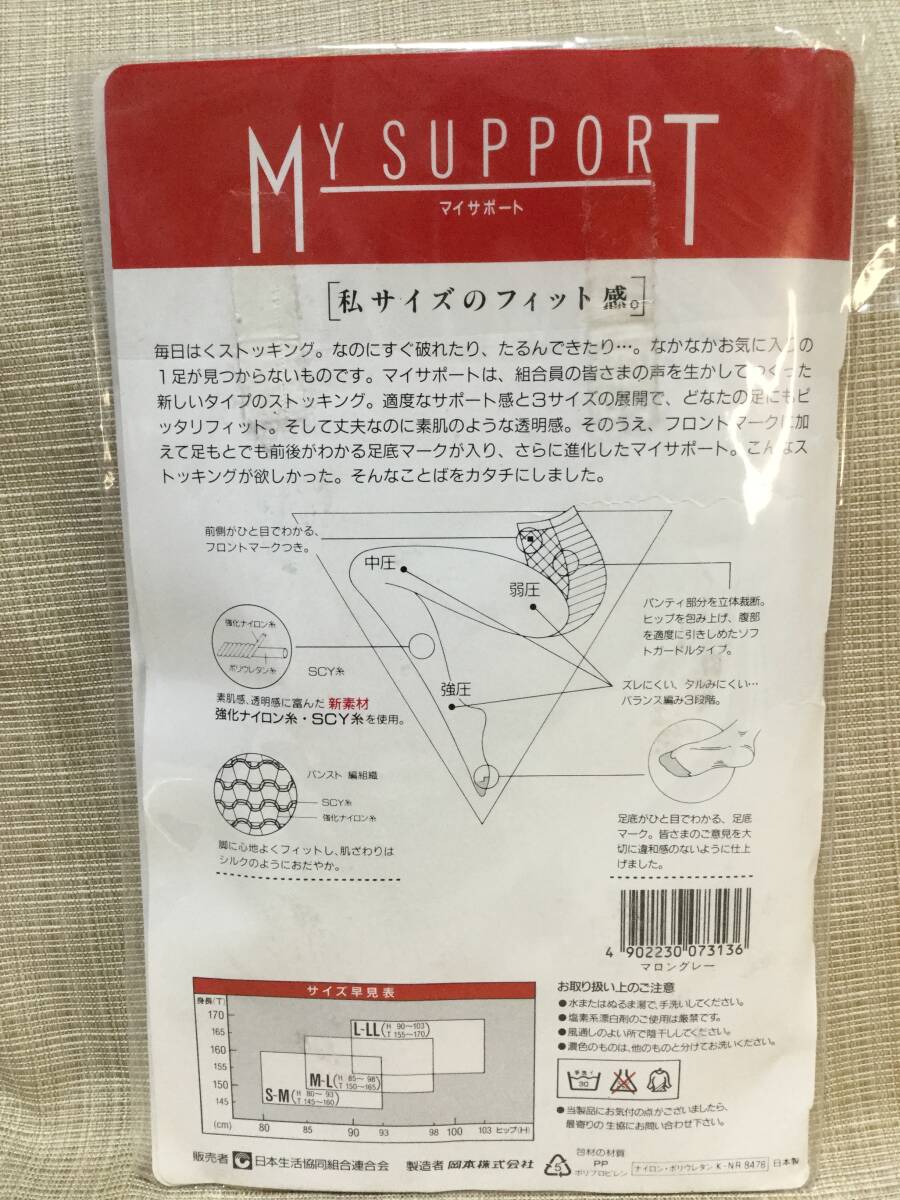 MY SUPPORT
マイサポート
[私サイズのフィット感。]
毎日はくストッキング。なのにすぐ破れたり、たるんできたり…。なかなかお気に入りの
1足が見つからないものです。マイサポートは、組合員の皆さまの声を生かしてつくった
新しいタイプのストッキング。適度なサポート感と3サイズの展開で、どなたの足にもピ
ッタリフィット。そして丈夫なのに素肌のような透明感。そのうえ、フロントマークに加
えて足もとでも前後がわかる足底マークが入り、さらに進化したマイサポート。こんなス
トッキングが欲しかった。そんなことばをカタチにしました。
前側がひと目でわかる、
フロントマークつき。
中圧
弱圧
強圧
パンティ部分を立体裁断。
ヒップを包み上げ、腹部
を適度に引きしめたソフ
トガードルタイプ。
強化ナイロン糸
ポリウレタン糸
SCY糸
素肌感、透明感に富んだ 新素材
強化ナイロン糸・SCY糸を使用。
ズレにくい、タルみにくい…
バランス編み3段階。
パンスト 編組織
SCY糸
強化ナイロン糸
脚に心地よくフィットし、肌ざわりは
シルクのようにおだやか。
足底がひと目でわかる、足底
マーク。皆さまのご意見を大
切に違和感のないように仕上
げました。
4 902230 073136
マロングレー
サイズ早見表
身長(T)
170
165
160
155
150
145
(cm)
L-LL (H 90〜103 T 155〜170)
M-L (H 85〜98 T 150〜165)
S-M (H 80〜93 T 145〜160)
80 85 90 93 98 100 103 ヒップ(H)
お取り扱い上のご注意
●水またはぬるま湯で、手洗いしてください。
●塩素系漂白剤のご使用は厳禁です。
●風通しのよい所で陰干ししてください。
●濃色のものは、他のものと分けてお洗いください。
手洗イ
30
●当製品にお気付の点がございましたら、
最寄りの生協にお問い合わせ下さい。
販売者 日本生活協同組合連合会 製造者 岡本株式会社
5
包材の材質
PP
ポリプロピレン
ナイロン・ポリウレタン K-NR 8476 日本製